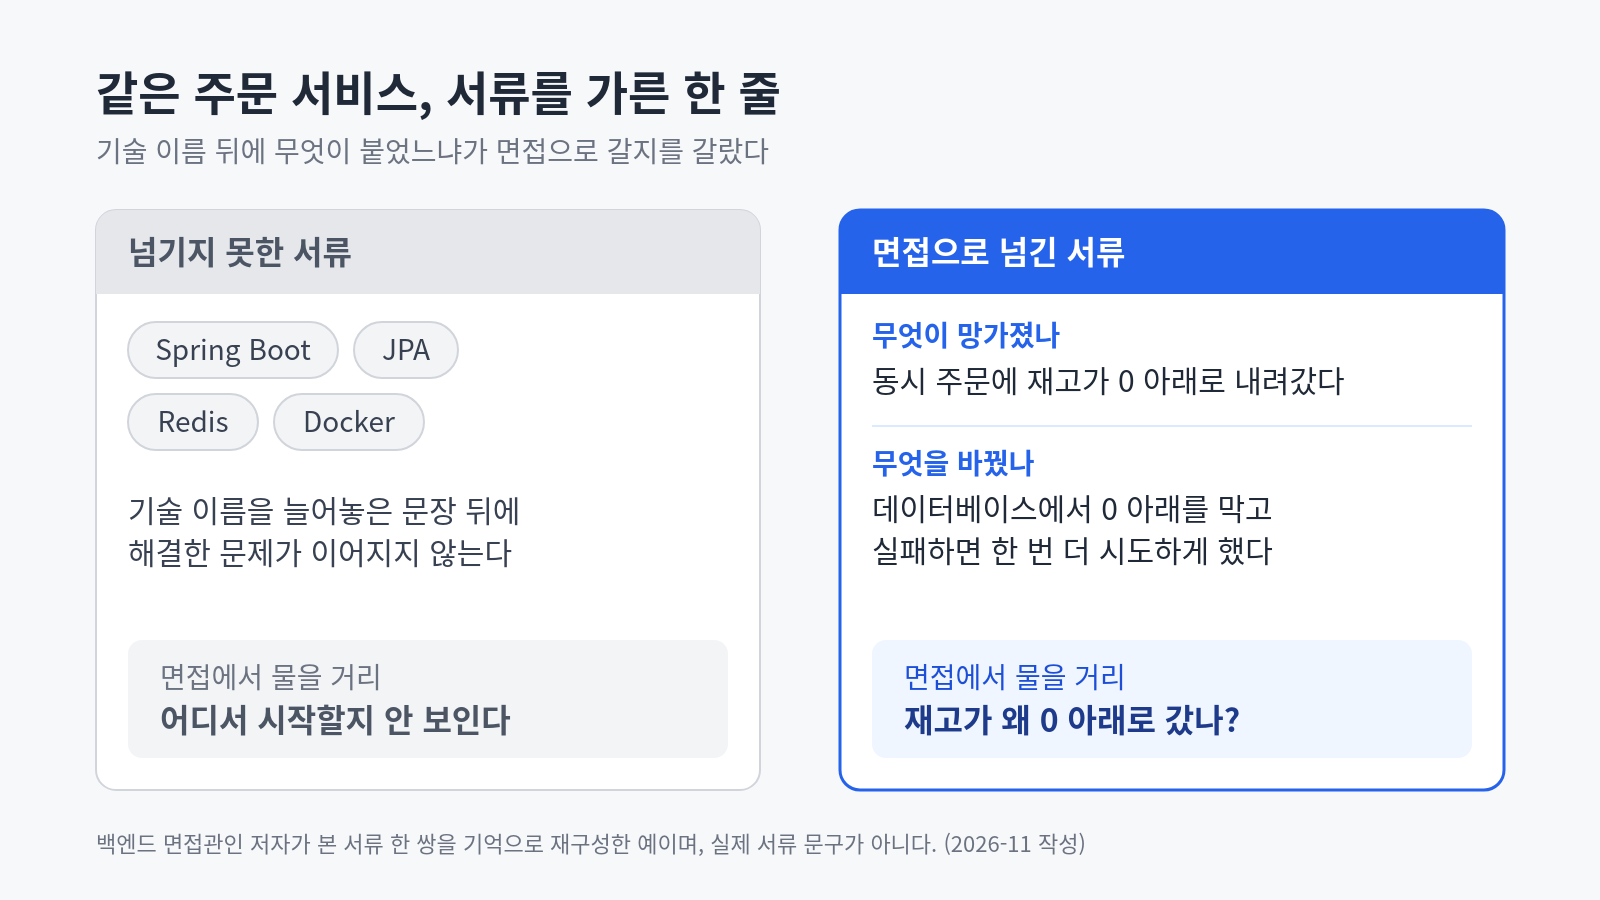 같은 주문 서비스, 서류를 가른 한 줄
기술 이름 뒤에 무엇이 붙었느냐가 면접으로 갈지를 갈랐다
넘기지 못한 서류
Spring Boot
JPA
Redis
Docker
기술 이름을 늘어놓은 문장 뒤에
해결한 문제가 이어지지 않는다
면접에서 물을 거리
어디서 시작할지 안 보인다
면접으로 넘긴 서류
무엇이 망가졌나
동시 주문에 재고가 0 아래로 내려갔다
무엇을 바꿨나
데이터베이스에서 0 아래를 막고
실패하면 한 번 더 시도하게 했다
면접에서 물을 거리
재고가 왜 0 아래로 갔나?
백엔드 면접관인 저자가 본 서류 한 쌍을 기억으로 재구성한 예이며, 실제 서류 문구가 아니다. (2026-11 작성)